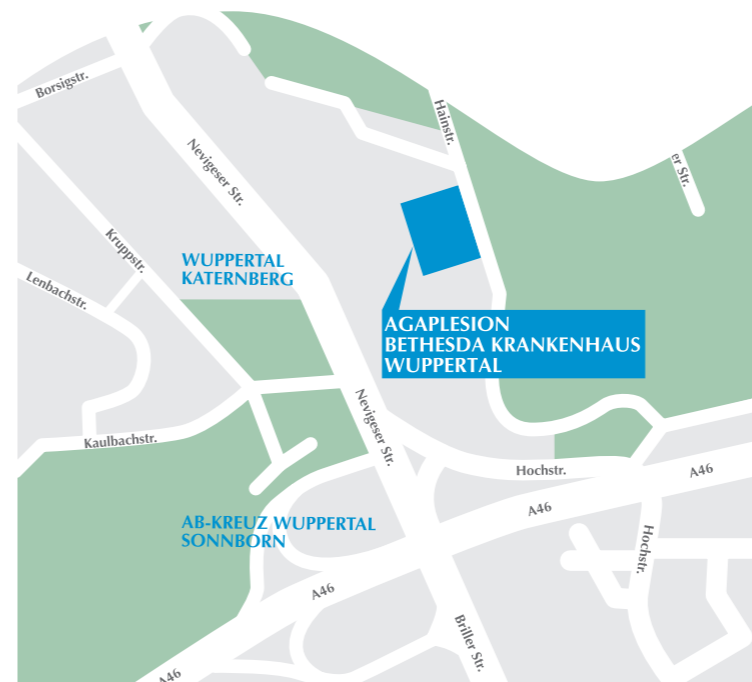 Borsigstr.
Hainstr.
Nevigeser Str.
er Str.
Kruppstr.
WUPPERTAL
KATERNBERG
Lenbachstr.
AGAPLESION
BETHESDA KRANKENHAUS
WUPPERTAL
Nevigeser Str.
Kaulbachstr.
Hochstr.
A46
A46
AB-KREUZ WUPPERTAL
SONNBORN
Hochstr.
A46
Briller Str.
A46